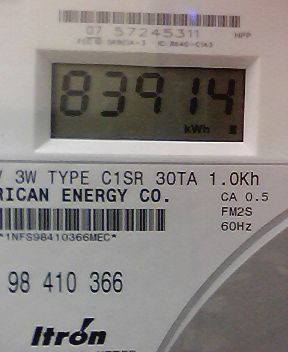 07 57245311
83914
kWh
V 3W TYPE C1SR 30TA 1.0Kh
RICAN ENERGY CO. CA 0.5
FM2S
*1NFS98410366MEC* 60Hz
98 410 366
Itrón